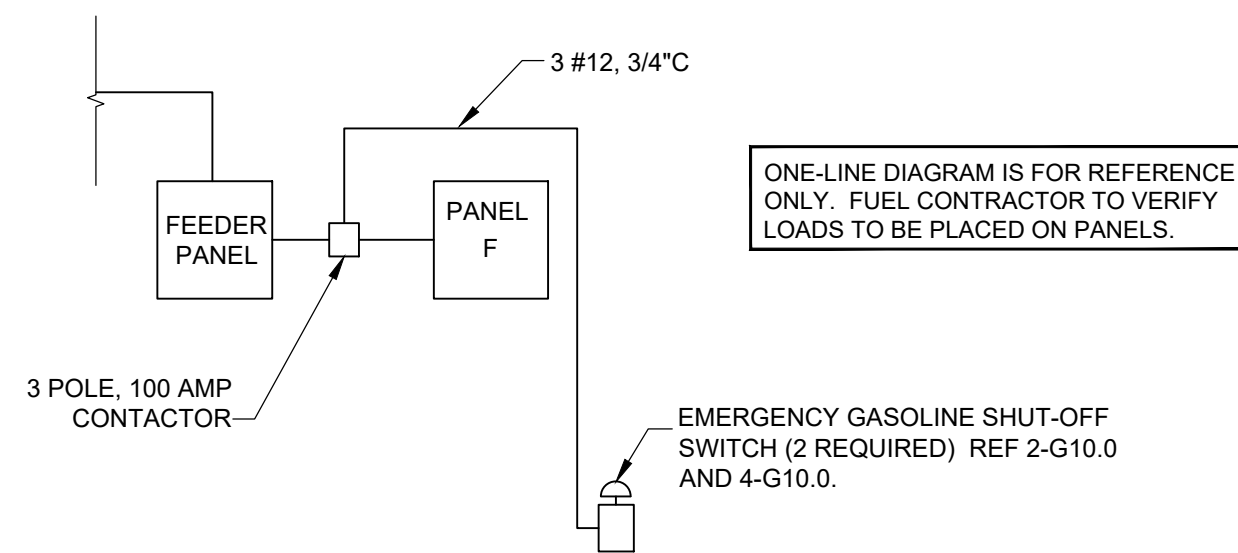 3 #12, 3/4"C
ONE-LINE DIAGRAM IS FOR REFERENCE
ONLY.  FUEL CONTRACTOR TO VERIFY
LOADS TO BE PLACED ON PANELS.
FEEDER
PANEL
PANEL
F
3 POLE, 100 AMP
CONTACTOR
EMERGENCY GASOLINE SHUT-OFF
SWITCH (2 REQUIRED)  REF 2-G10.0
AND 4-G10.0.